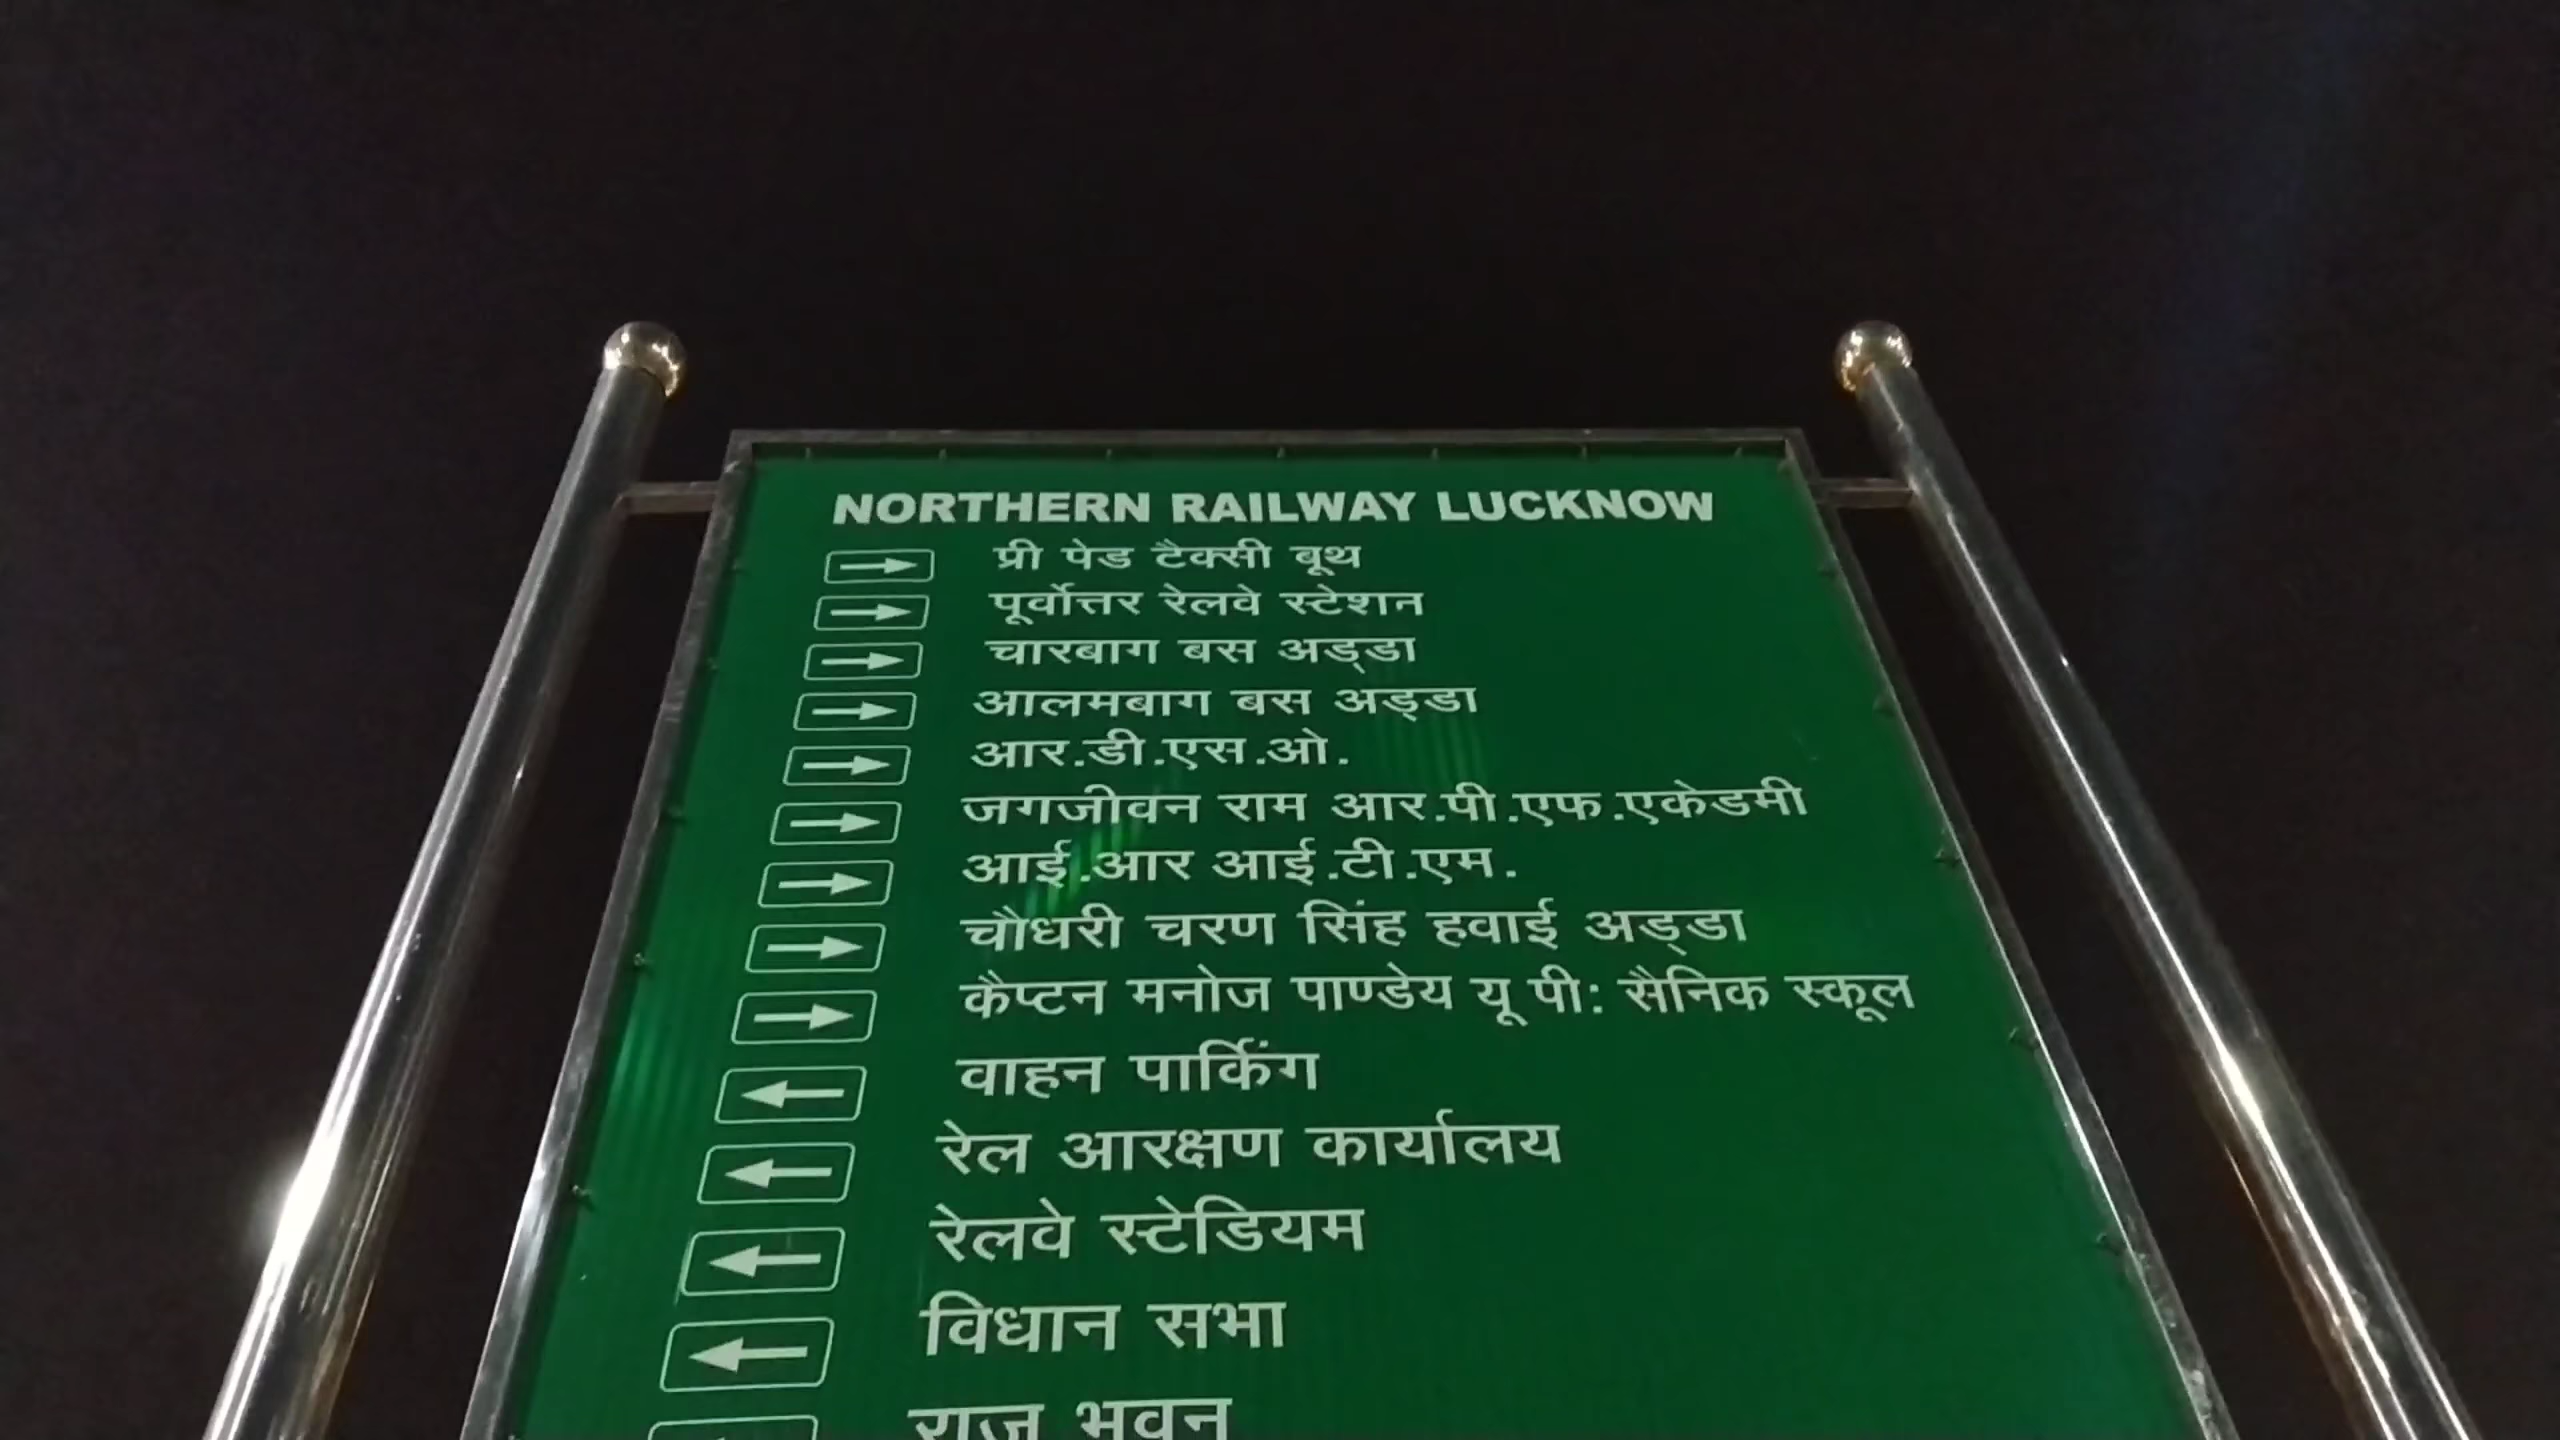 NORTHERN RAILWAY LUCKNOW
प्री पेड टैक्सी बूथ
पूर्वोत्तर रेलवे स्टेशन
चारबाग बस अड्डा
आलमबाग बस अड्डा
आर.डी.एस.ओ.
जगजीवन राम आर.पी.एफ.एकेडमी
आई.आर आई.टी.एम.
चौधरी चरण सिंह हवाई अड्डा
कैप्टन मनोज पाण्डेय यू पी: सैनिक स्कूल
वाहन पार्किंग
रेल आरक्षण कार्यालय
रेलवे स्टेडियम
विधान सभा
राज भवन